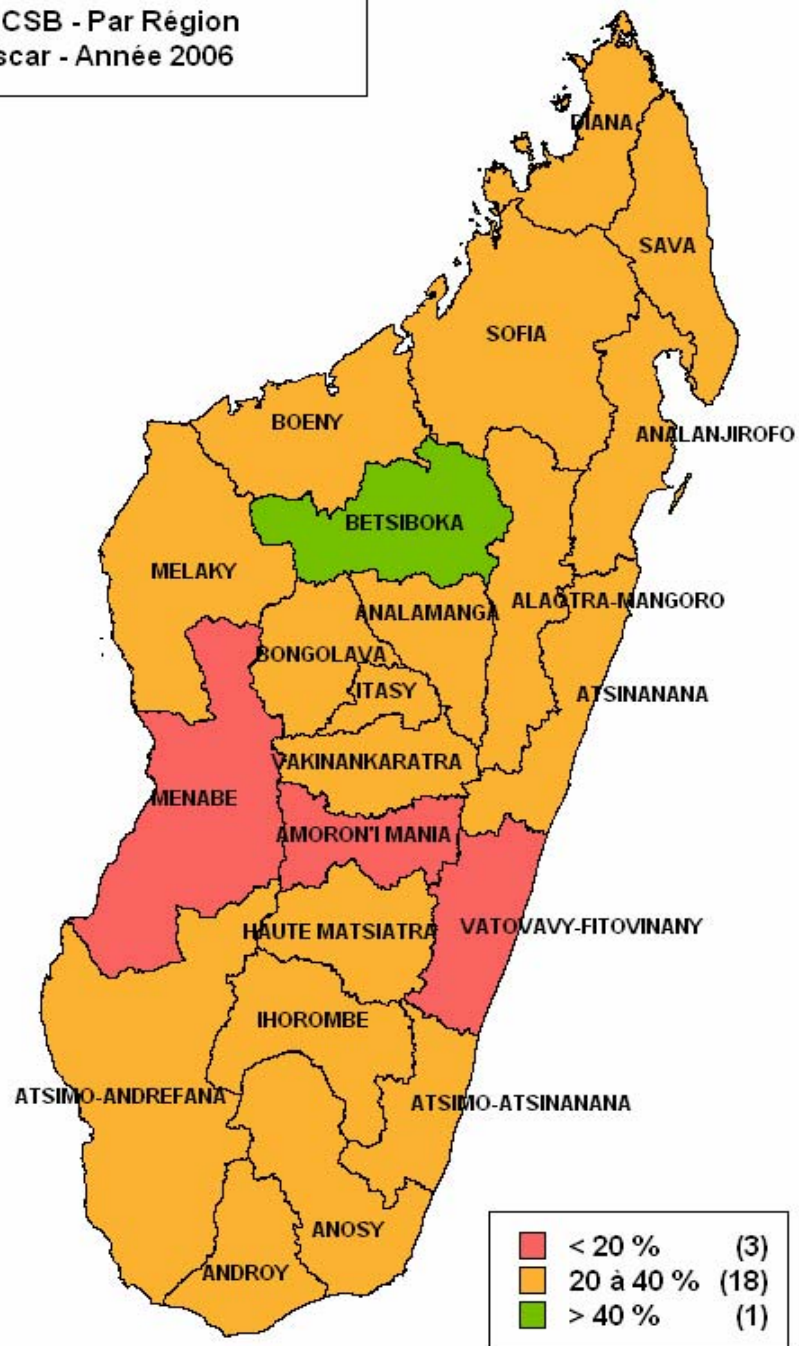 CSB - Par Région
scar - Année 2006
DIANA
SAVA
SOFIA
BOENY
ANALANJIROFO
BETSIBOKA
MELAKY
ANALAMANGA
ALAOTRA-MANGORO
BONGOLAVA
ITASY
ATSINANANA
VAKINANKARATRA
MENABE
AMORON'I MANIA
HAUTE MATSIATRA
VATOVAVY-FITOVINANY
IHOROMBE
ATSIMO-ANDREFANA
ATSIMO-ATSINANANA
ANOSY
ANDROY
< 20 % (3)
20 à 40 % (18)
> 40 % (1)